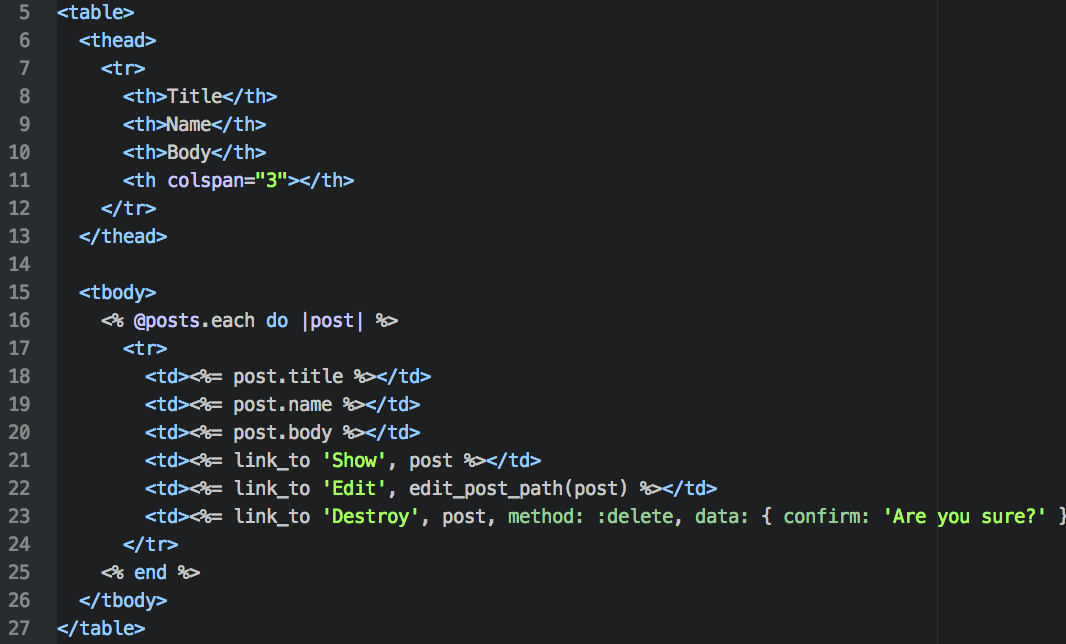 5 <table>
6   <thead>
7     <tr>
8       <th>Title</th>
9       <th>Name</th>
10       <th>Body</th>
11       <th colspan="3"></th>
12     </tr>
13   </thead>
14
15   <tbody>
16     <% @posts.each do |post| %>
17       <tr>
18         <td><%= post.title %></td>
19         <td><%= post.name %></td>
20         <td><%= post.body %></td>
21         <td><%= link_to 'Show', post %></td>
22         <td><%= link_to 'Edit', edit_post_path(post) %></td>
23         <td><%= link_to 'Destroy', post, method: :delete, data: { confirm: 'Are you sure?' }
24       </tr>
25     <% end %>
26   </tbody>
27 </table>